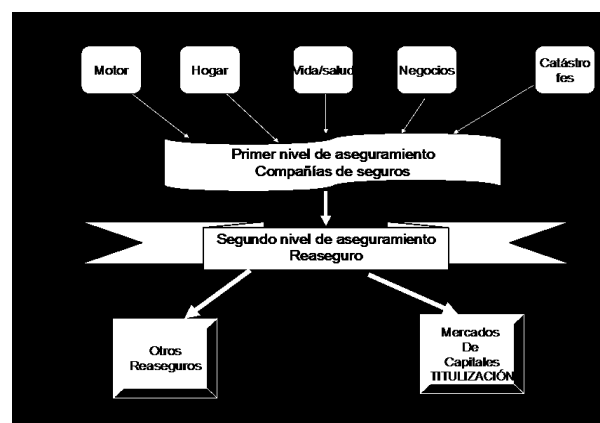 Motor
Hogar
Vida/salud
Negocios
Catástro
fes
Primer nivel de aseguramiento
Compañías de seguros
Segundo nivel de aseguramiento
Reaseguro
Otros
Reaseguros
Mercados
De
Capitales
TITULIZACIÓN